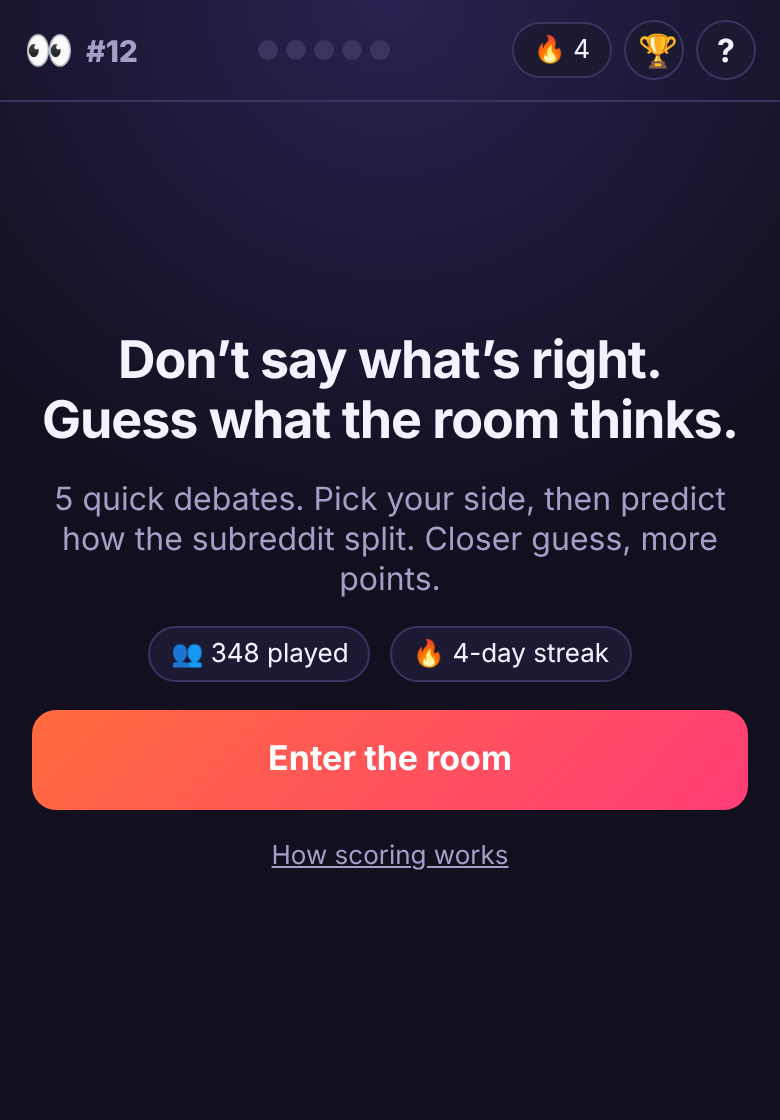 👀 #12
🔥 4
🏆
?
Don’t say what’s right.
Guess what the room thinks.
5 quick debates. Pick your side, then predict
how the subreddit split. Closer guess, more
points.
👥 348 played
🔥 4-day streak
Enter the room
How scoring works